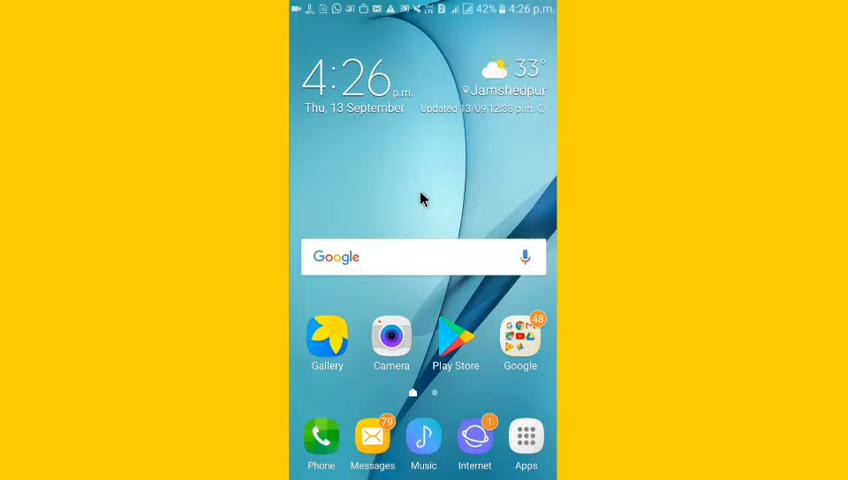 42% 4:26 p.m.
4:26 p.m.
Thu, 13 September
33°
Jamshedpur
Updated 13/09 12:38 p.m.
Google
48
Gallery
Camera
Play Store
Google
79
1
Phone
Messages
Music
Internet
Apps